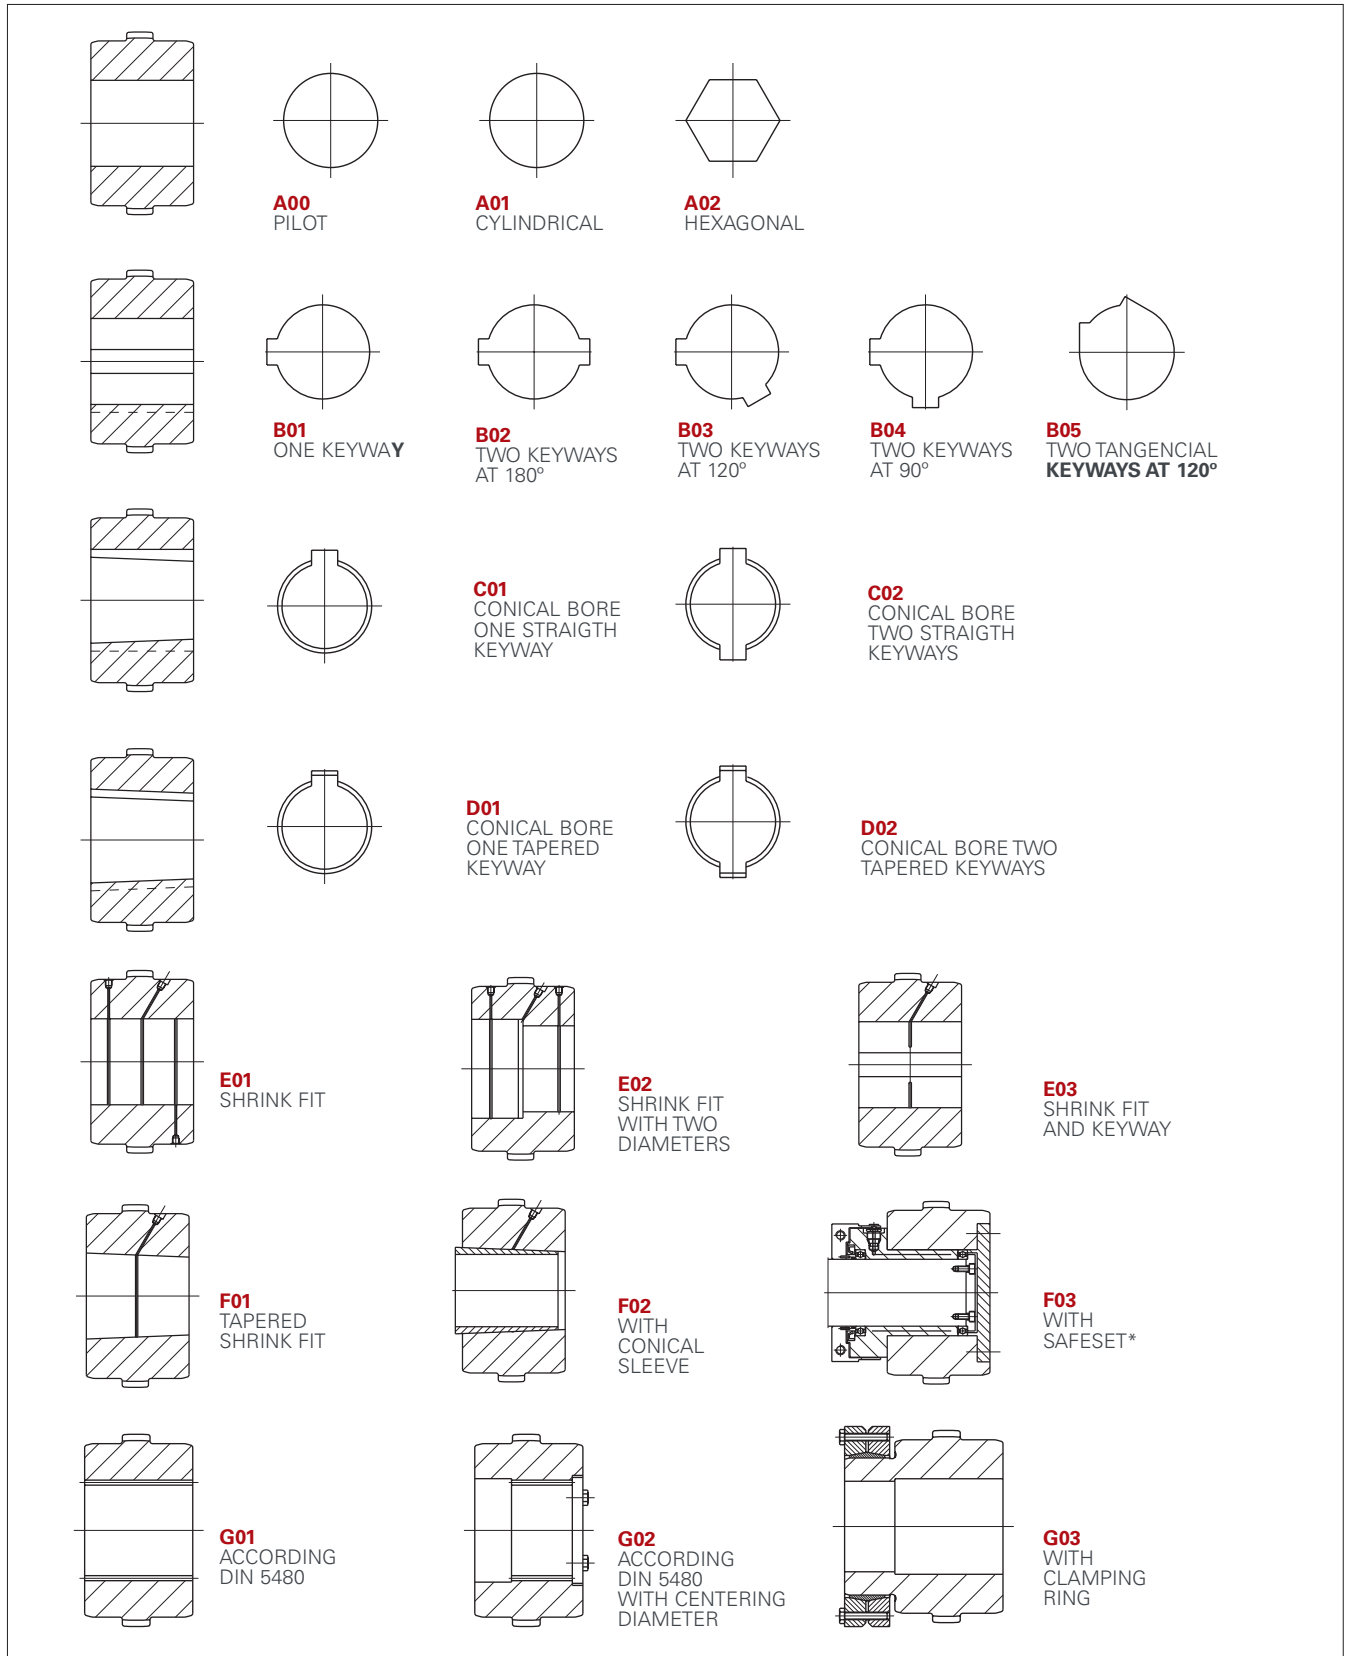 A00
PILOT
A01
CYLINDRICAL
A02
HEXAGONAL
B01
ONE KEYWAY
B02
TWO KEYWAYS
AT 180º
B03
TWO KEYWAYS
AT 120º
B04
TWO KEYWAYS
AT 90º
B05
TWO TANGENCIAL
KEYWAYS AT 120º
C01
CONICAL BORE
ONE STRAIGTH
KEYWAY
C02
CONICAL BORE
TWO STRAIGTH
KEYWAYS
D01
CONICAL BORE
ONE TAPERED
KEYWAY
D02
CONICAL BORE TWO
TAPERED KEYWAYS
E01
SHRINK FIT
E02
SHRINK FIT
WITH TWO
DIAMETERS
E03
SHRINK FIT
AND KEYWAY
F01
TAPERED
SHRINK FIT
F02
WITH
CONICAL
SLEEVE
F03
WITH
SAFESET*
G01
ACCORDING
DIN 5480
G02
ACCORDING
DIN 5480
WITH CENTERING
DIAMETER
G03
WITH
CLAMPING
RING